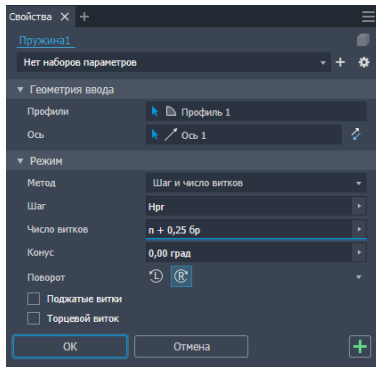 Свойства × +
Пружина1
Нет наборов параметров
Геометрия ввода
Профили Профиль 1
Ось Ось 1
Режим
Метод Шаг и число витков
Шаг Hpr
Число витков n + 0,25 бр
Конус 0,00 град
Поворот L R
Поджатые витки
Торцевой виток
OK Отмена